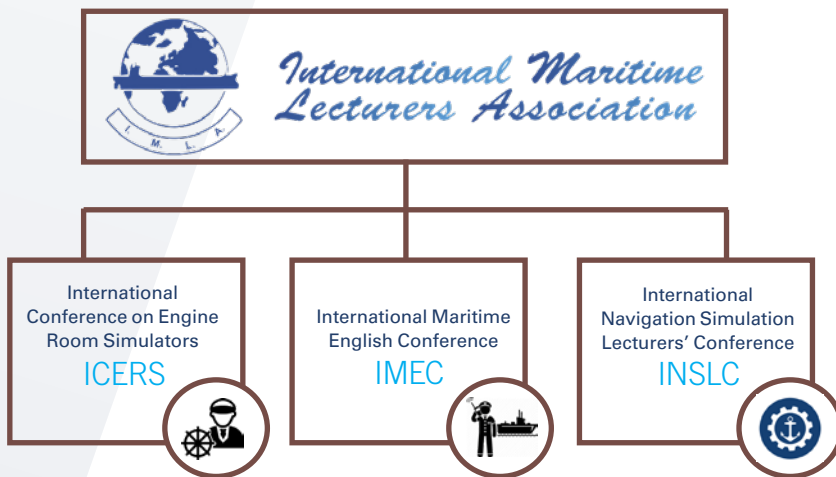 International Maritime
Lecturers Association
I. M. L. A.
International
Conference on Engine
Room Simulators
ICERS
International Maritime
English Conference
IMEC
International
Navigation Simulation
Lecturers’ Conference
INSLC